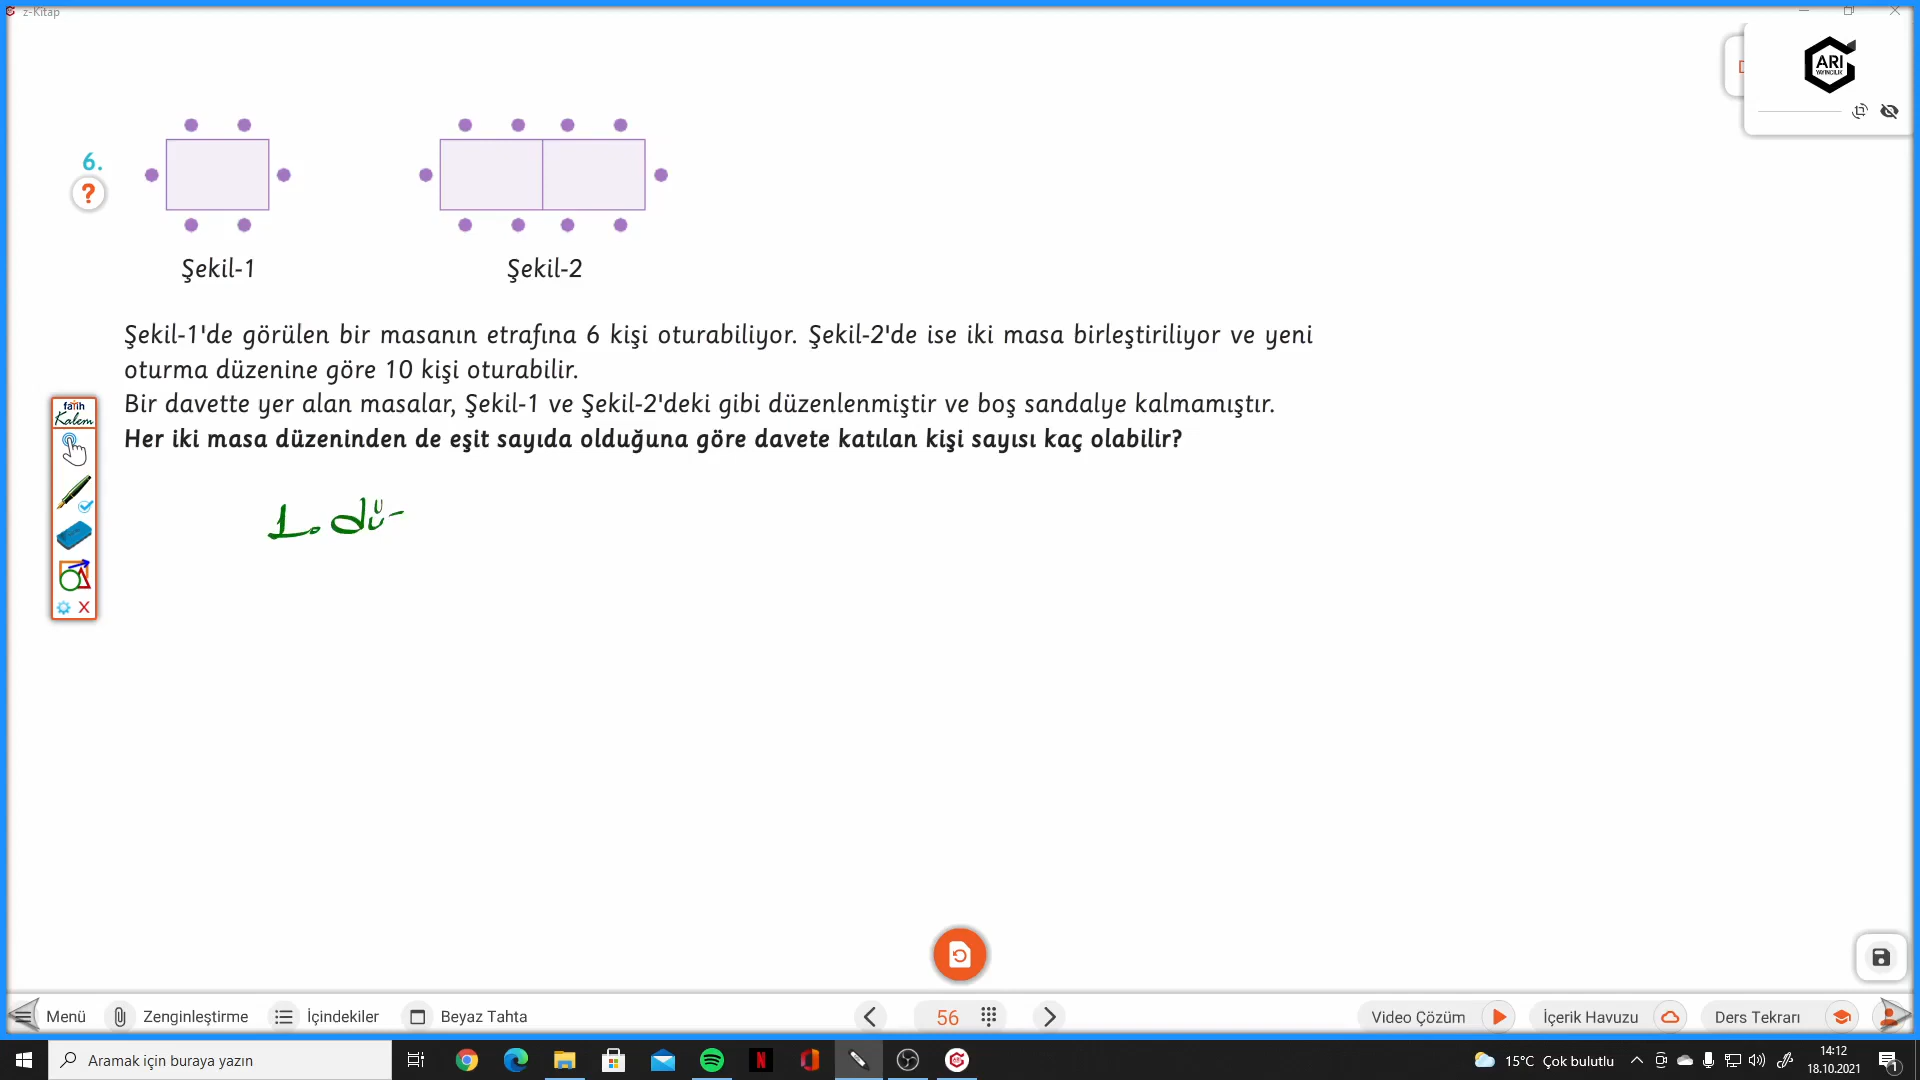 z-Kitap
ARI
YAYINCILIK
6.
?
Şekil-1
Şekil-2
Şekil-1'de görülen bir masanın etrafına 6 kişi oturabiliyor. Şekil-2'de ise iki masa birleştiriliyor ve yeni
oturma düzenine göre 10 kişi oturabilir.
Bir davette yer alan masalar, Şekil-1 ve Şekil-2'deki gibi düzenlenmiştir ve boş sandalye kalmamıştır.
Her iki masa düzeninden de eşit sayıda olduğuna göre davete katılan kişi sayısı kaç olabilir?
fatih
Kalem
X
1. dü-
Menü
Zenginleştirme
İçindekiler
Beyaz Tahta
56
Video Çözüm
İçerik Havuzu
Ders Tekrarı
Aramak için buraya yazın
15°C Çok bulutlu
14:12
18.10.2021
1